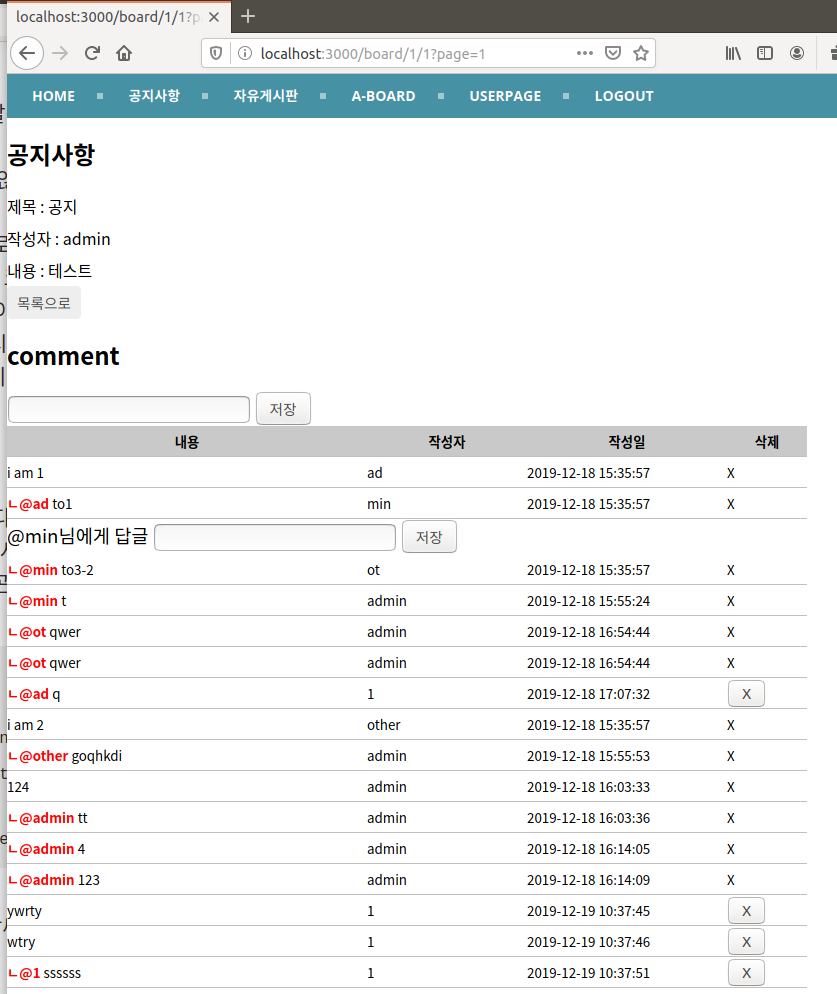 localhost:3000/board/1/1?p
localhost:3000/board/1/1?page=1
HOME 공지사항 자유게시판 A-BOARD USERPAGE LOGOUT
공지사항
제목 : 공지
작성자 : admin
내용 : 테스트
목록으로
comment
저장
내용 작성자 작성일 삭제
i am 1 ad 2019-12-18 15:35:57 X
ㄴ@ad to1 min 2019-12-18 15:35:57 X
@min님에게 답글 저장
ㄴ@min to3-2 ot 2019-12-18 15:35:57 X
ㄴ@min t admin 2019-12-18 15:55:24 X
ㄴ@ot qwer admin 2019-12-18 16:54:44 X
ㄴ@ot qwer admin 2019-12-18 16:54:44 X
ㄴ@ad q 1 2019-12-18 17:07:32 X
i am 2 other 2019-12-18 15:35:57 X
ㄴ@other goqhkdi admin 2019-12-18 15:55:53 X
124 admin 2019-12-18 16:03:33 X
ㄴ@admin tt admin 2019-12-18 16:03:36 X
ㄴ@admin 4 admin 2019-12-18 16:14:05 X
ㄴ@admin 123 admin 2019-12-18 16:14:09 X
ywrty 1 2019-12-19 10:37:45 X
wtry 1 2019-12-19 10:37:46 X
ㄴ@1 ssssss 1 2019-12-19 10:37:51 X